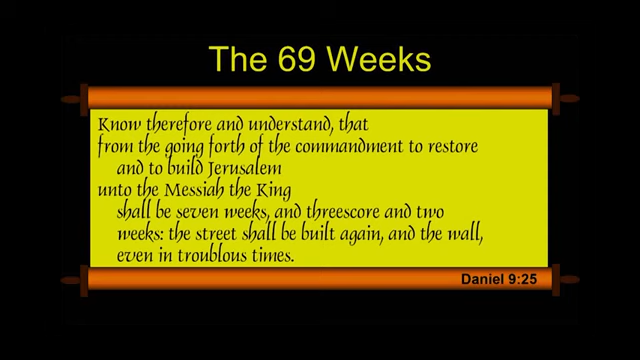 The 69 Weeks
Know therefore and understand, that
from the going forth of the commandment to restore
and to build Jerusalem
unto the Messiah the King
shall be seven weeks, and threescore and two
weeks: the street shall be built again, and the wall,
even in troublous times.
Daniel 9:25